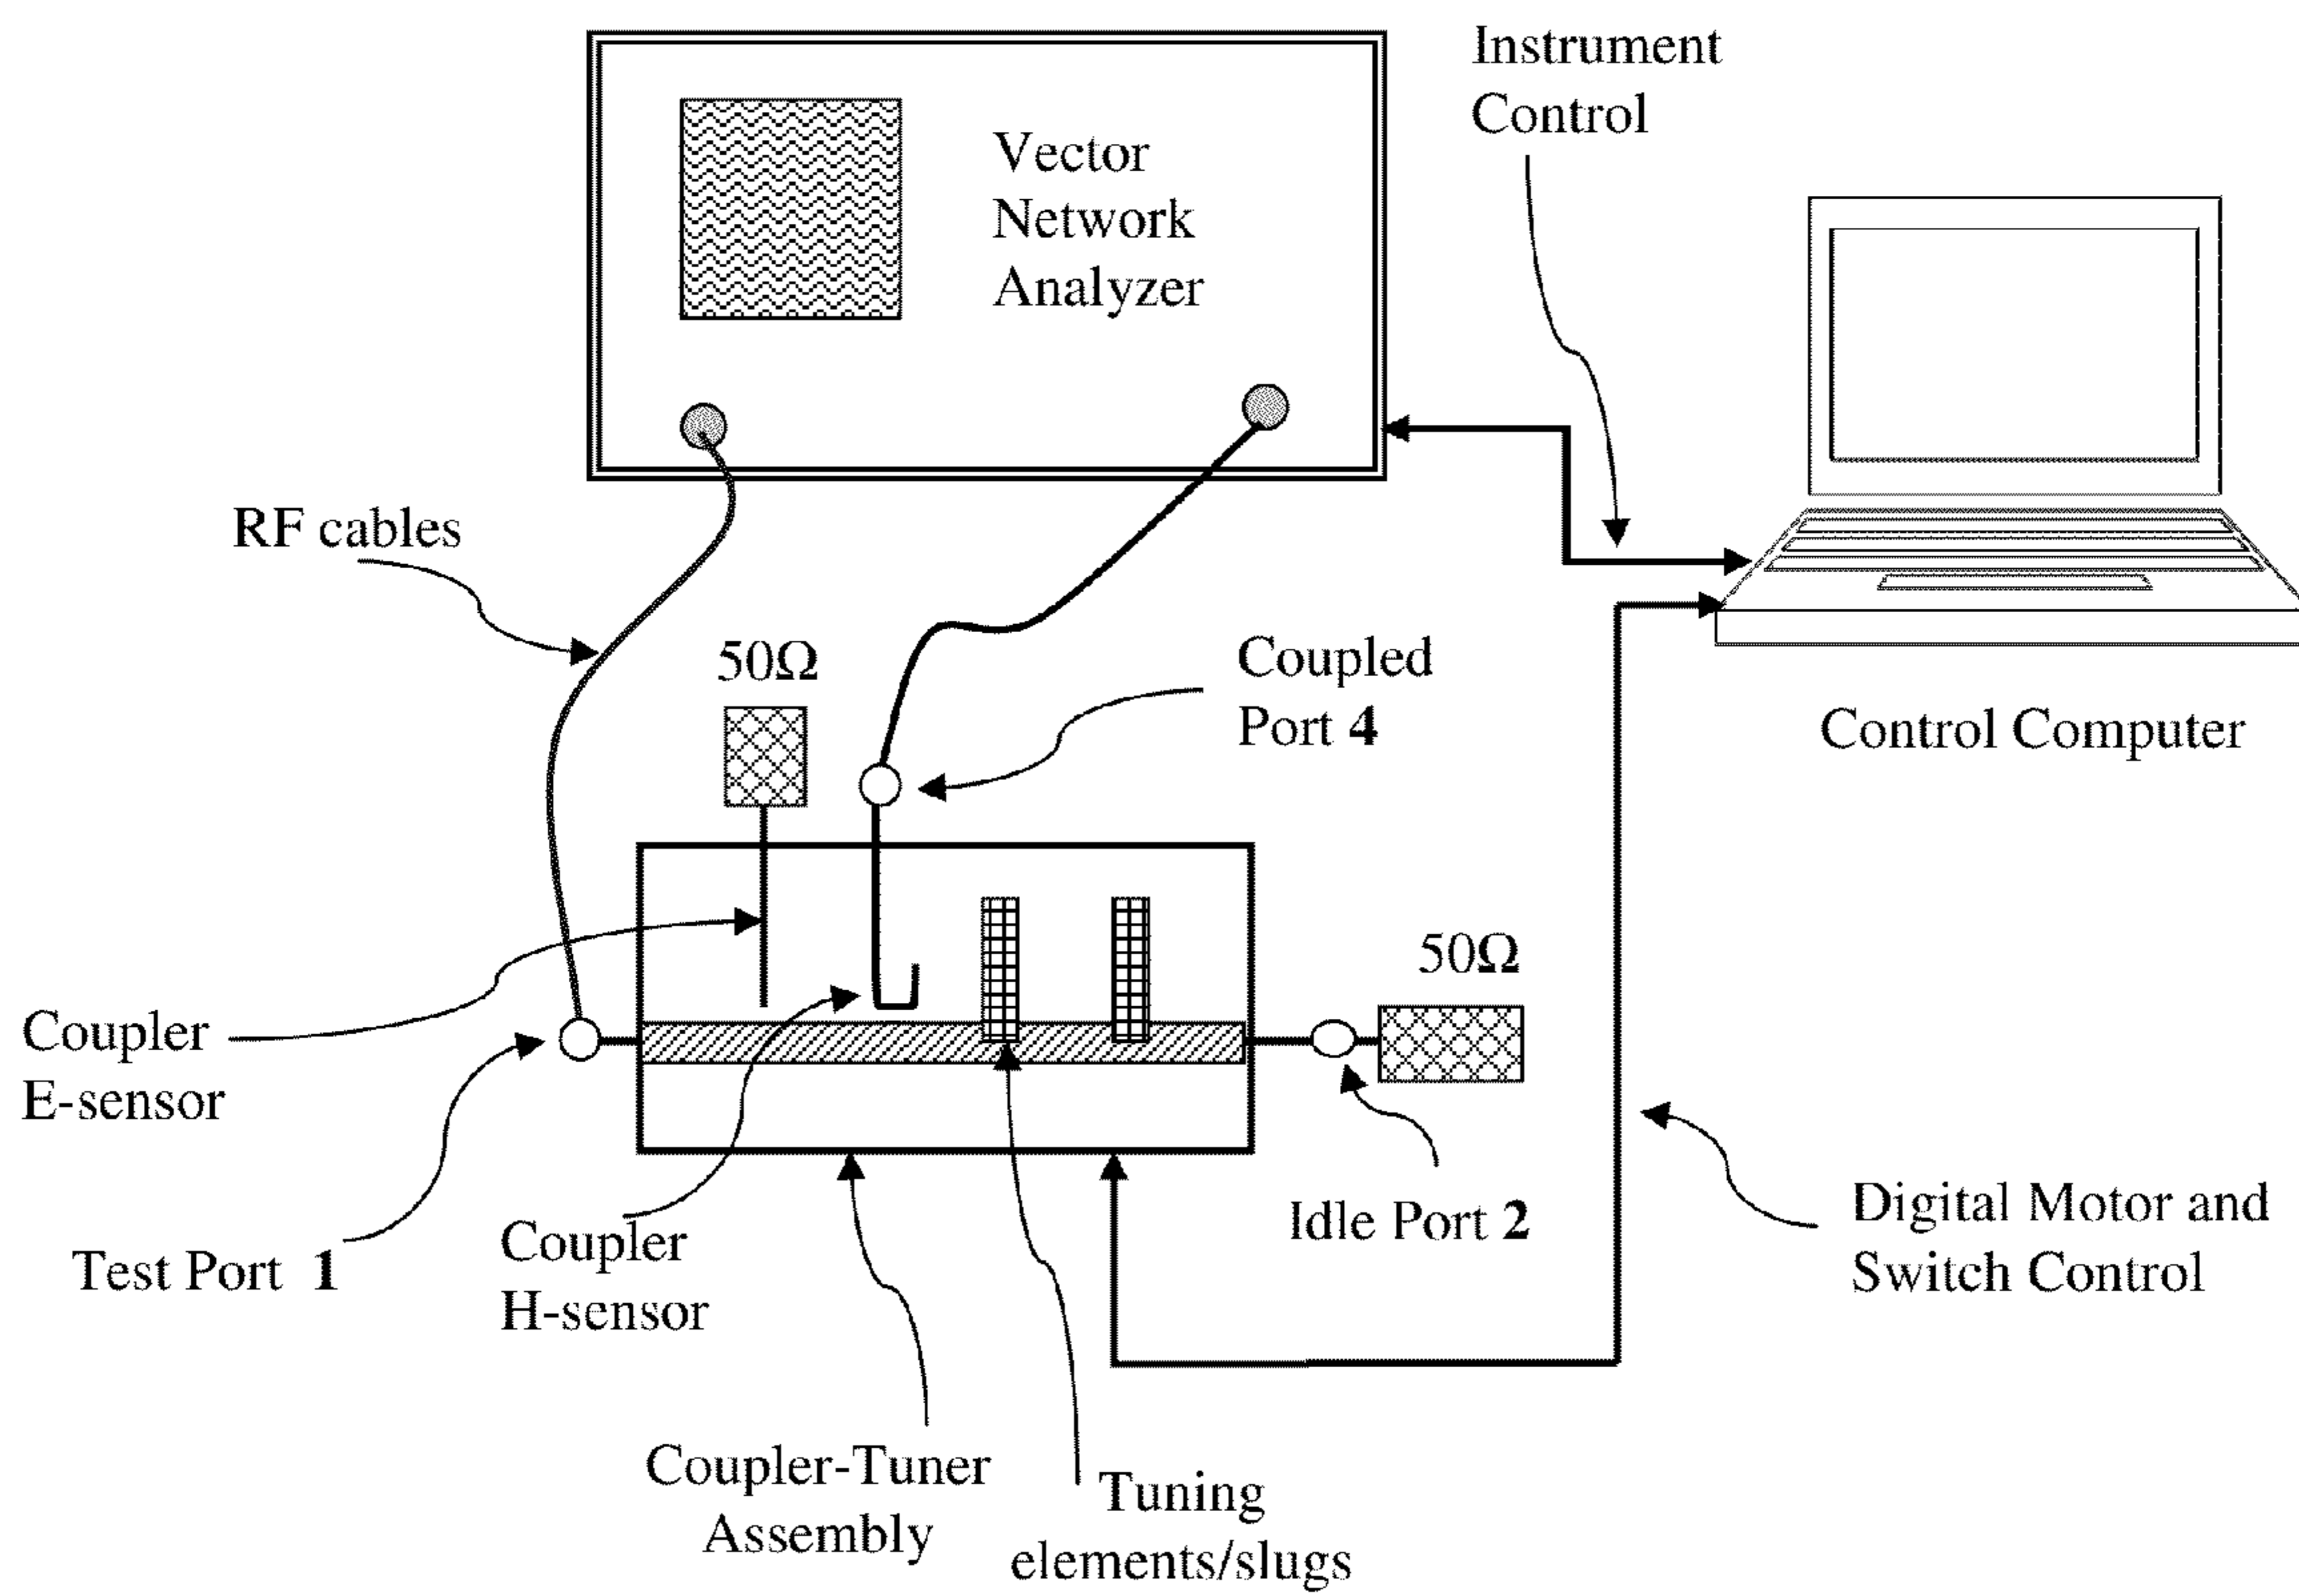 Instrument
Control
Vector
Network
Analyzer
RF cables
50Ω
Coupled
Port 4
Control Computer
50Ω
Coupler
E-sensor
Idle Port 2
Digital Motor and
Switch Control
Test Port 1
Coupler
H-sensor
Coupler-Tuner
Assembly
Tuning
elements/slugs